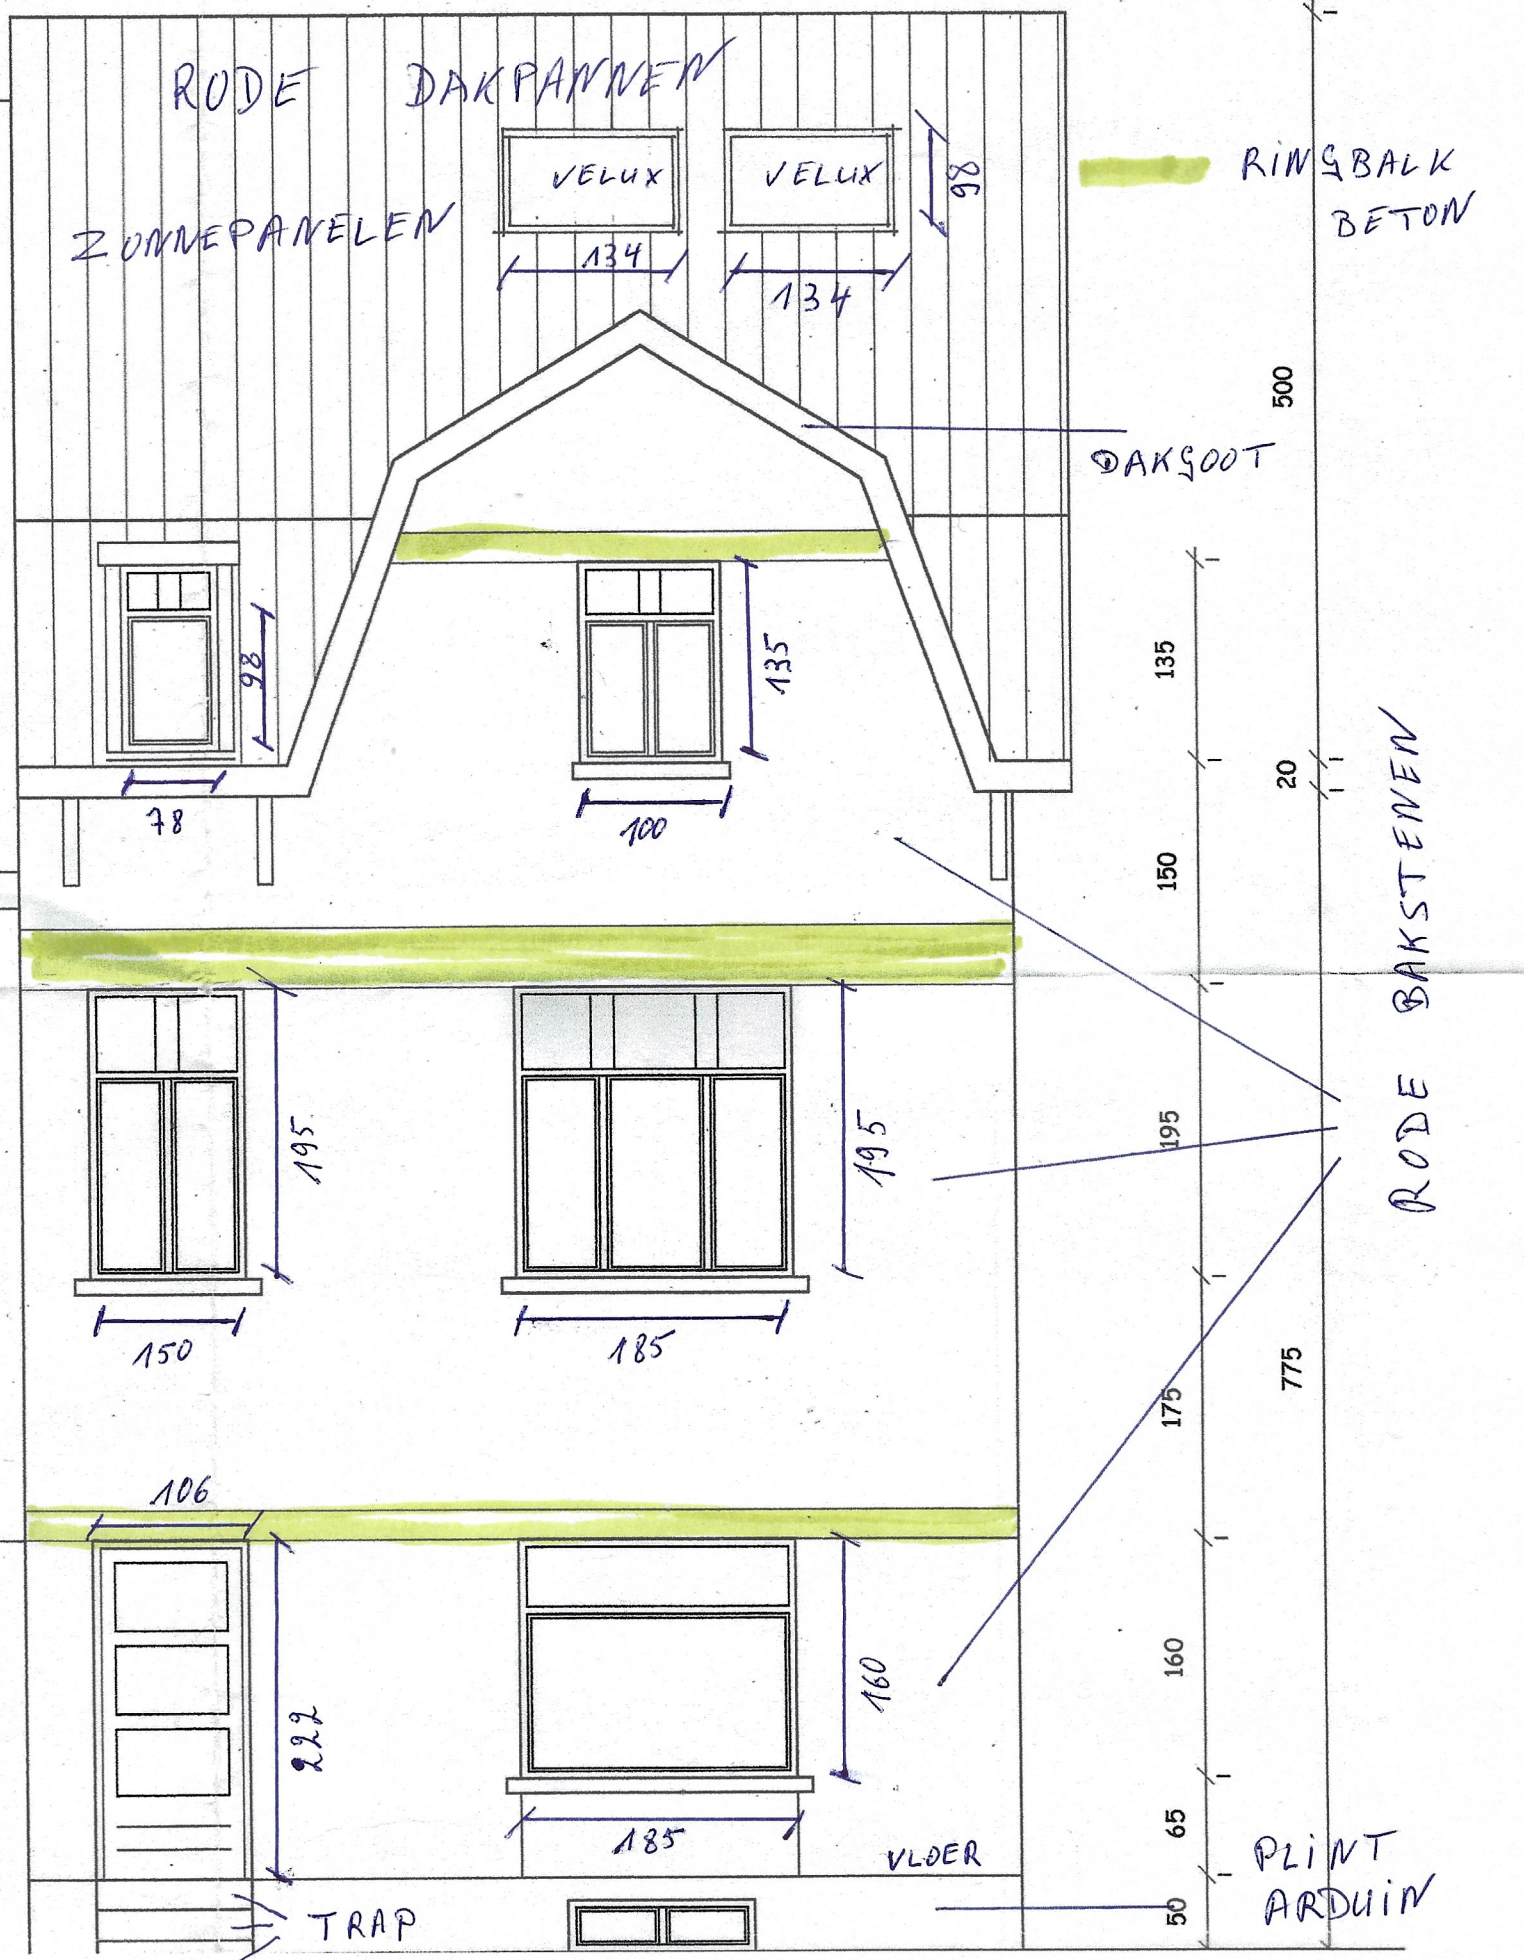 RODE DAKPANNEN
VELUX
VELUX
98
RINGBALK
BETON
ZONNEPANELEN
134
134
500
DAKGOOT
98
135
135
20
78
100
150
RODE BAKSTENEN
195
195
195
150
185
775
175
106
222
160
160
185
65
VLOER
PLINT
ARDUIN
TRAP
50